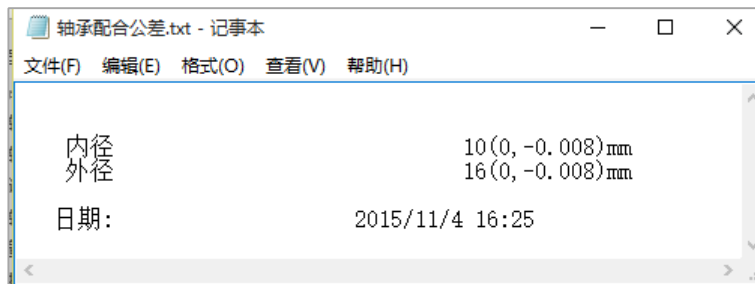 轴承配合公差.txt - 记事本
文件(F) 编辑(E) 格式(O) 查看(V) 帮助(H)
内径 10(0,-0.008)mm
外径 16(0,-0.008)mm
日期: 2015/11/4 16:25